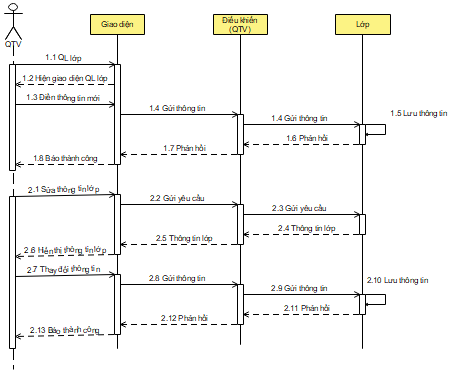 Giao diện
Điều khiển
(QTV)
Lớp
QTV
1.1 QL lớp
1.2 Hiện giao diện QL lớp
1.3 Điền thông tin mới
1.4 Gửi thông tin
1.4 Gửi thông tin
1.5 Lưu thông tin
1.6 Phản hồi
1.7 Phản hồi
1.8 Báo thành công
2.1 Sửa thông tin lớp
2.2 Gửi yêu cầu
2.3 Gửi yêu cầu
2.4 Thông tin lớp
2.5 Thông tin lớp
2.6 Hiển thị thông tin lớp
2.7 Thay đổi thông tin
2.8 Gửi thông tin
2.9 Gửi thông tin
2.10 Lưu thông tin
2.11 Phản hồi
2.12 Phản hồi
2.13 Báo thành công